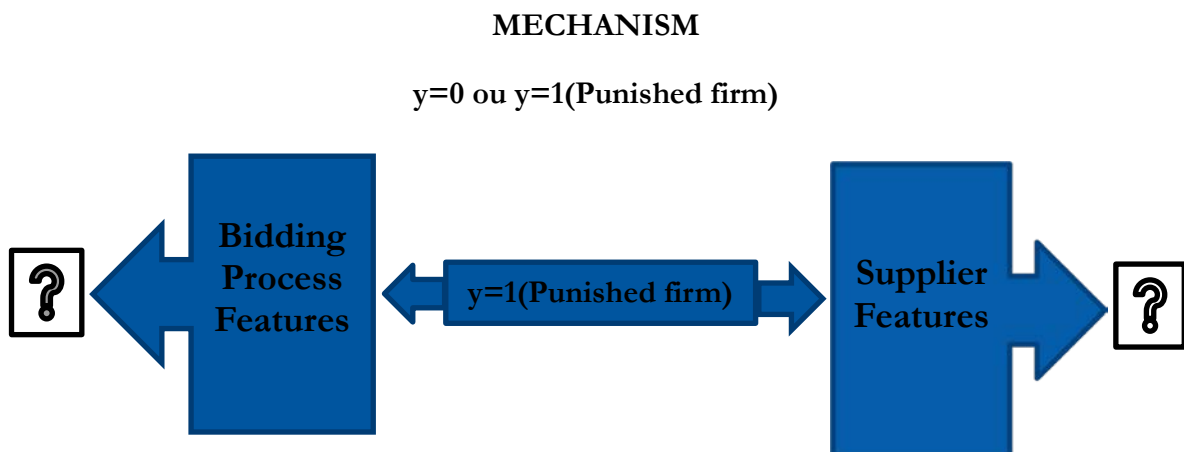 MECHANISM
y=0 ou y=1(Punished firm)
Bidding
Process
Features
?
y=1(Punished firm)
Supplier
Features
?